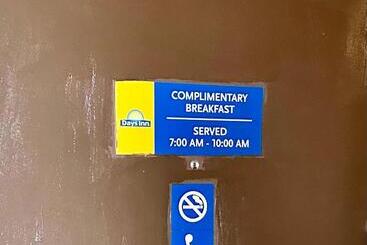 COMPLIMENTARY
BREAKFAST
Days Inn
SERVED
7:00 AM - 10:00 AM